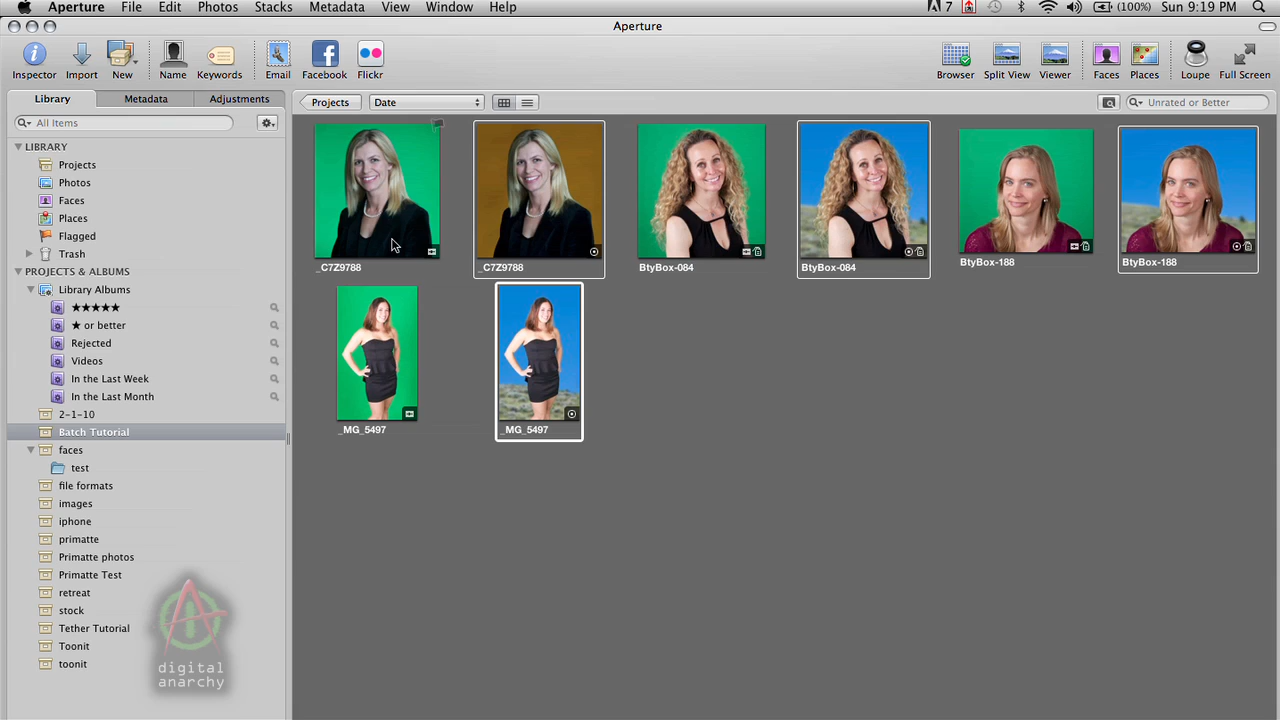 Aperture File Edit Photos Stacks Metadata View Window Help 7 (100%) Sun 9:19 PM
Aperture
Inspector Import New Name Keywords Email Facebook Flickr Browser Split View Viewer Faces Places Loupe Full Screen
Library Metadata Adjustments Projects Date Unrated or Better
All Items
LIBRARY
Projects
Photos
Faces
Places
Flagged
Trash
PROJECTS & ALBUMS
Library Albums
★★★★★
★ or better
Rejected
Videos
In the Last Week
In the Last Month
2-1-10
Batch Tutorial
faces
test
file formats
images
iphone
primatte
Primatte photos
Primatte Test
retreat
stock
Tether Tutorial
Toonit
toonit
_C7Z9788 _C7Z9788 BtyBox-084 BtyBox-084 BtyBox-188 BtyBox-188
_MG_5497 _MG_5497
digital
anarchy